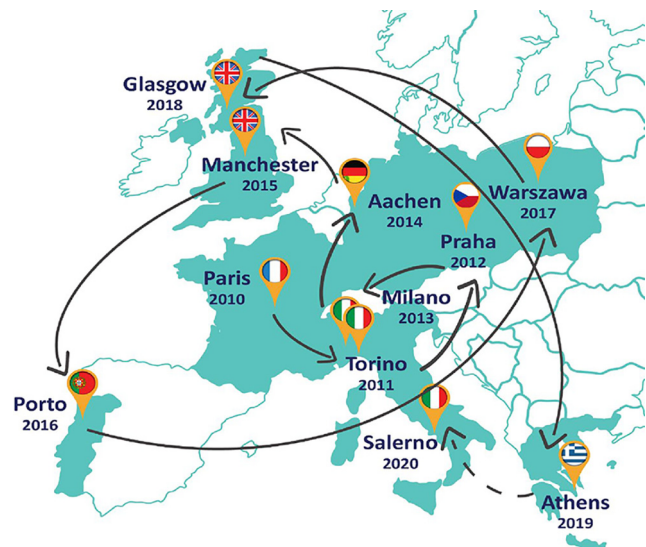 Glasgow
2018
Manchester
2015
Aachen
2014
Warszawa
2017
Praha
2012
Paris
2010
Milano
2013
Torino
2011
Porto
2016
Salerno
2020
Athens
2019